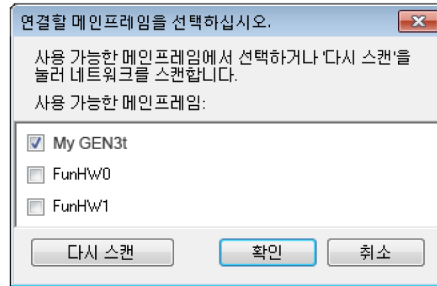 연결할 메인프레임을 선택하십시오.
사용 가능한 메인프레임에서 선택하거나 '다시 스캔'을
눌러 네트워크를 스캔합니다.
사용 가능한 메인프레임:
My GEN3t
FunHW0
FunHW1
다시 스캔 확인 취소